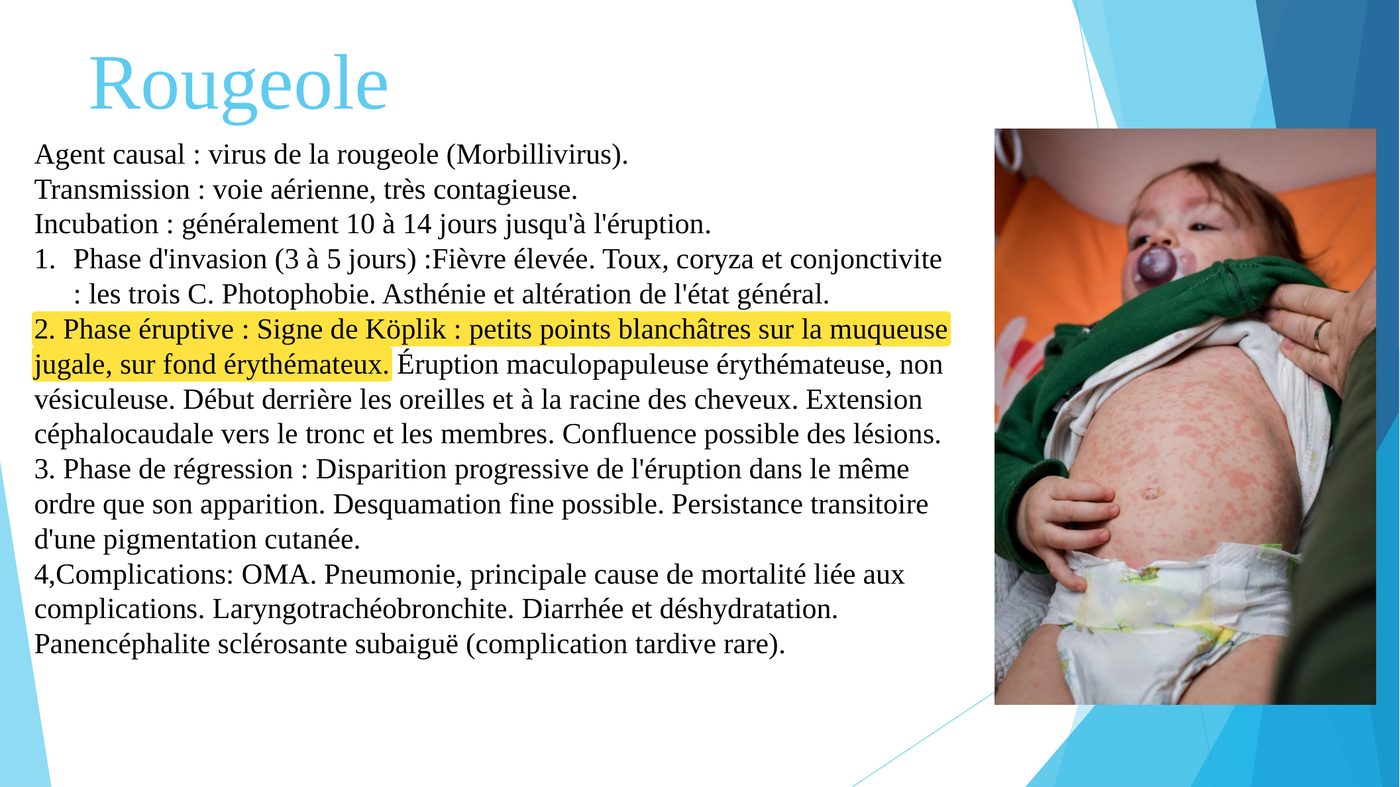 Rougeole
Agent causal : virus de la rougeole (Morbillivirus).
Transmission : voie aérienne, très contagieuse.
Incubation : généralement 10 à 14 jours jusqu'à l'éruption.
1. Phase d'invasion (3 à 5 jours) :Fièvre élevée. Toux, coryza et conjonctivite
: les trois C. Photophobie. Asthénie et altération de l'état général.
2. Phase éruptive : Signe de Köplik : petits points blanchâtres sur la muqueuse
jugale, sur fond érythémateux. Éruption maculopapuleuse érythémateuse, non
vésiculeuse. Début derrière les oreilles et à la racine des cheveux. Extension
céphalocaudale vers le tronc et les membres. Confluence possible des lésions.
3. Phase de régression : Disparition progressive de l'éruption dans le même
ordre que son apparition. Desquamation fine possible. Persistance transitoire
d'une pigmentation cutanée.
4,Complications: OMA. Pneumonie, principale cause de mortalité liée aux
complications. Laryngotrachéobronchite. Diarrhée et déshydratation.
Panencéphalite sclérosante subaiguë (complication tardive rare).